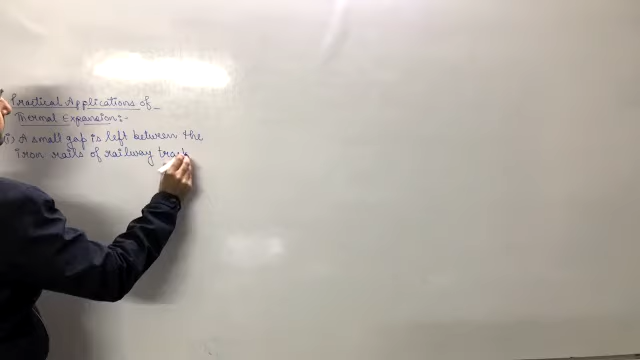 Practical Applications of
Thermal Expansion:-
(i) A small gap is left between the
iron rails of railway track